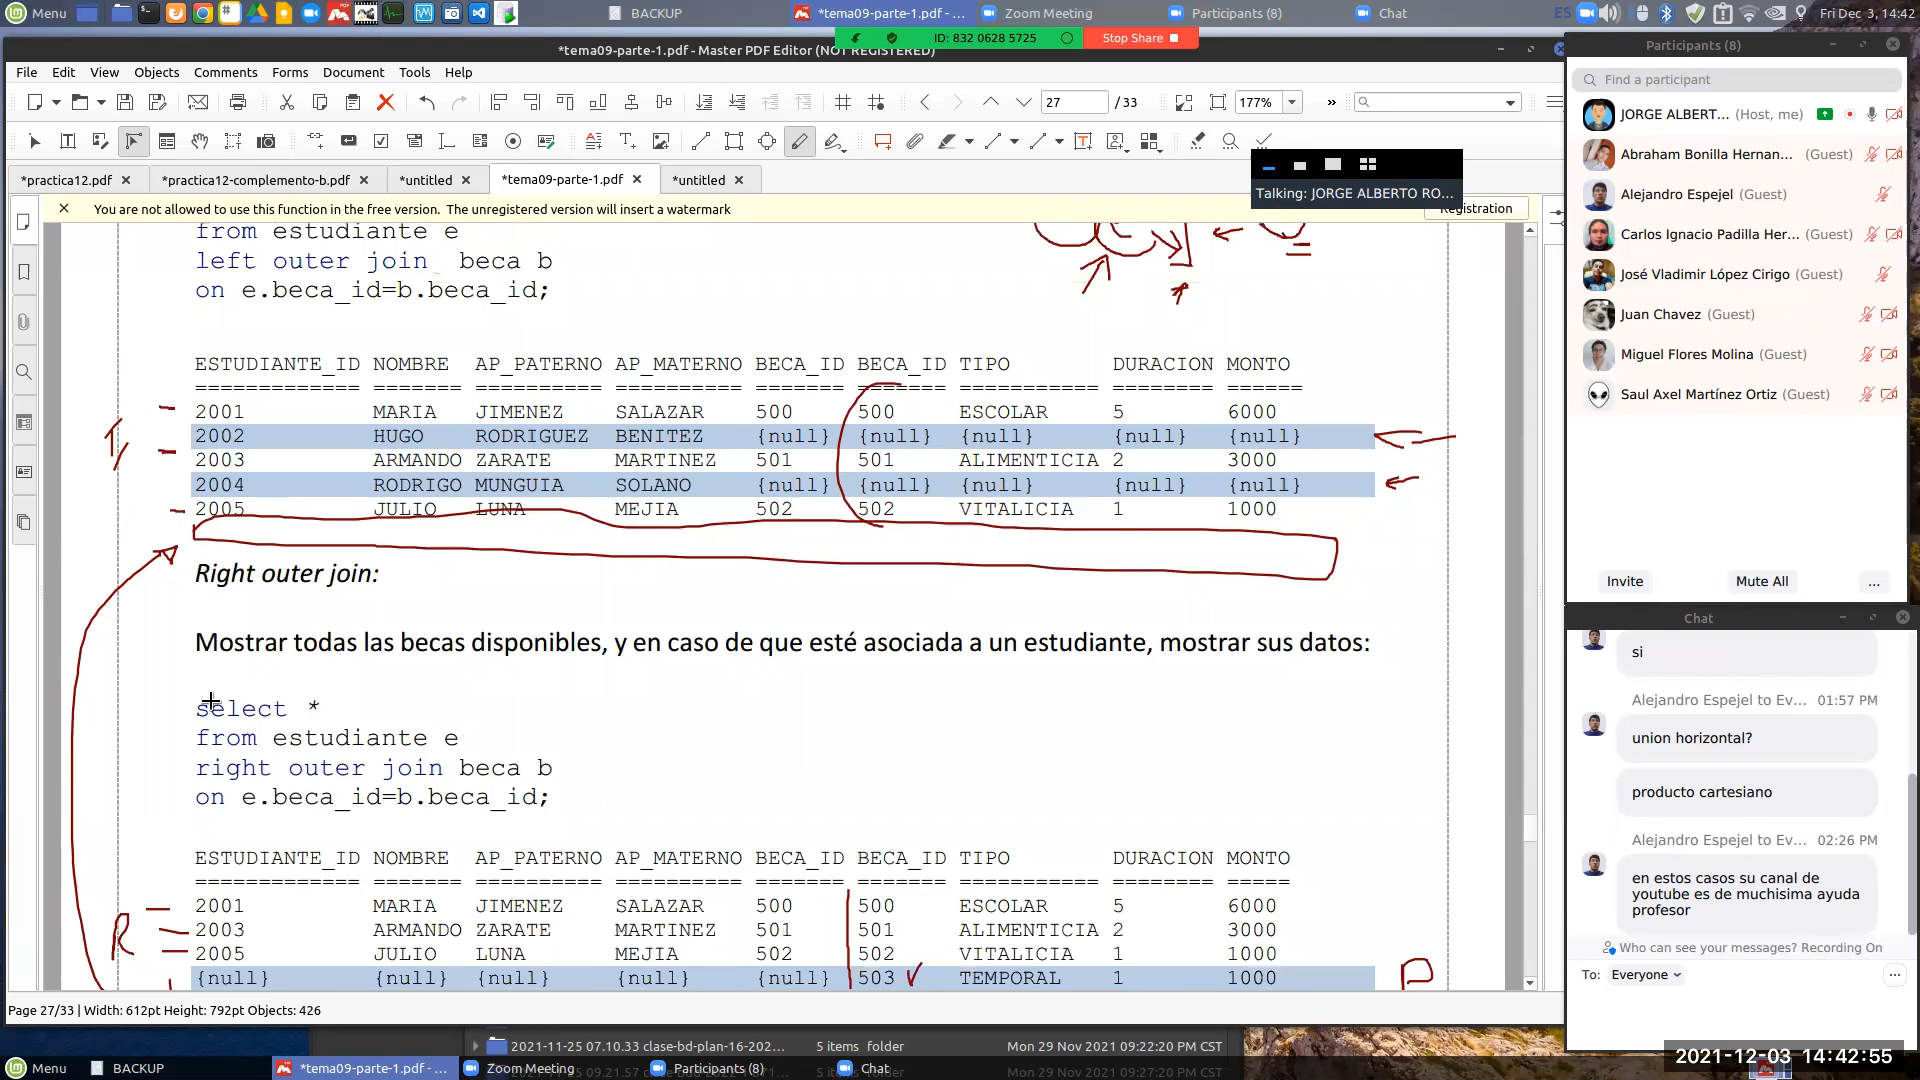 Menu
BACKUP
*tema09-parte-1.pdf - ...
Zoom Meeting
Participants (8)
Chat
ES
Fri Dec 3, 14:42
ID: 832 0628 5725
Stop Share
*tema09-parte-1.pdf - Master PDF Editor (NOT REGISTERED)
File Edit View Objects Comments Forms Document Tools Help
27 / 33
177%
Talking: JORGE ALBERTO RO...
*practica12.pdf
*practica12-complemento-b.pdf
*untitled
*tema09-parte-1.pdf
*untitled
You are not allowed to use this function in the free version. The unregistered version will insert a watermark
Registration
from estudiante e
left outer join beca b
on e.beca_id=b.beca_id;
ESTUDIANTE_ID NOMBRE AP_PATERNO AP_MATERNO BECA_ID BECA_ID TIPO DURACION MONTO
============= ======= ========== ========== ======= ======= =========== ======== ======
2001 MARIA JIMENEZ SALAZAR 500 500 ESCOLAR 5 6000
2002 HUGO RODRIGUEZ BENITEZ {null} {null} {null} {null} {null}
2003 ARMANDO ZARATE MARTINEZ 501 501 ALIMENTICIA 2 3000
2004 RODRIGO MUNGUIA SOLANO {null} {null} {null} {null} {null}
2005 JULIO LUNA MEJIA 502 502 VITALICIA 1 1000
Right outer join:
Mostrar todas las becas disponibles, y en caso de que esté asociada a un estudiante, mostrar sus datos:
select *
from estudiante e
right outer join beca b
on e.beca_id=b.beca_id;
ESTUDIANTE_ID NOMBRE AP_PATERNO AP_MATERNO BECA_ID BECA_ID TIPO DURACION MONTO
============= ======= ========== ========== ======= ======= =========== ======== =====
2001 MARIA JIMENEZ SALAZAR 500 500 ESCOLAR 5 6000
R
2003 ARMANDO ZARATE MARTINEZ 501 501 ALIMENTICIA 2 3000
2005 JULIO LUNA MEJIA 502 502 VITALICIA 1 1000
{null} {null} {null} {null} {null} 503 TEMPORAL 1 1000
Page 27/33 | Width: 612pt Height: 792pt Objects: 426
Participants (8)
Find a participant
JORGE ALBERT... (Host, me)
Abraham Bonilla Hernan... (Guest)
Alejandro Espejel (Guest)
Carlos Ignacio Padilla Her... (Guest)
José Vladimir López Cirigo (Guest)
Juan Chavez (Guest)
Miguel Flores Molina (Guest)
Saul Axel Martínez Ortiz (Guest)
Invite
Mute All
...
Chat
si
Alejandro Espejel to Ev... 01:57 PM
union horizontal?
producto cartesiano
Alejandro Espejel to Ev... 02:26 PM
en estos casos su canal de
youtube es de muchisima ayuda
profesor
Who can see your messages? Recording On
To: Everyone
2021-11-25 07.10.33 clase-bd-plan-16-202... 5 items folder Mon 29 Nov 2021 09:22:20 PM CST
2021-12-03 14:42:55
Menu
BACKUP
*tema09-parte-1.pdf - ...
Zoom Meeting
Participants (8)
Chat